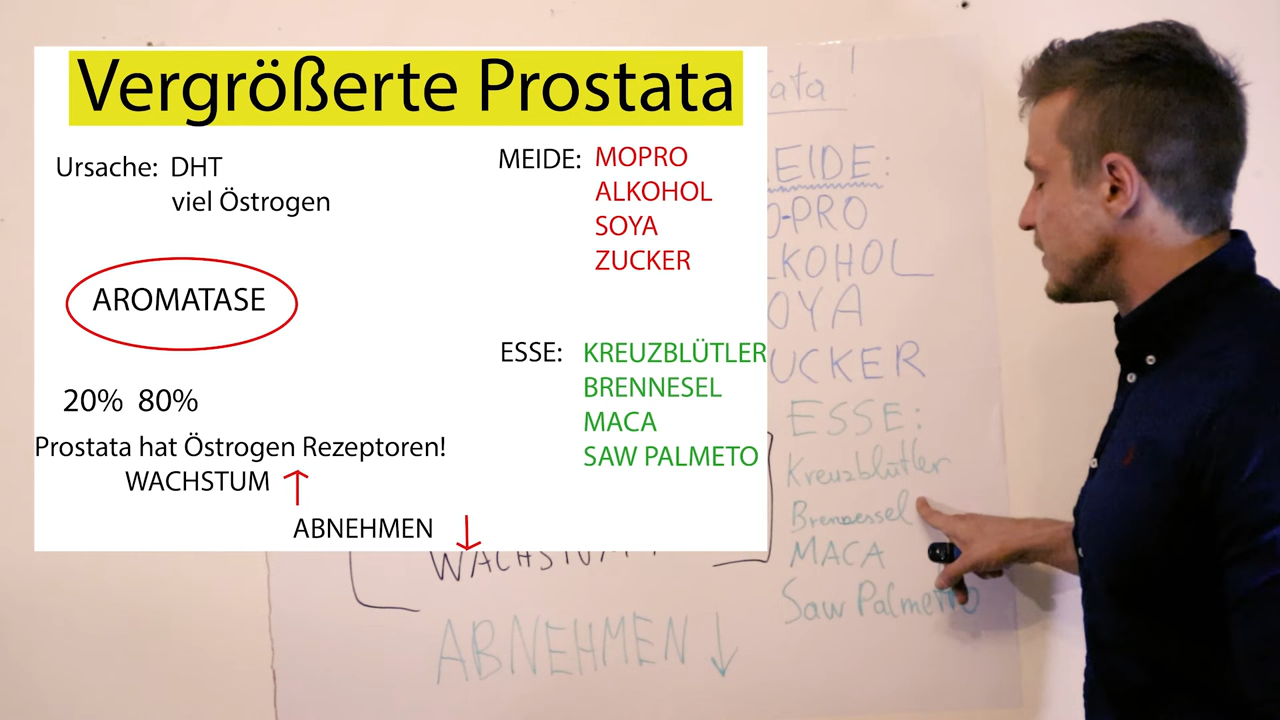 Vergrößerte Prostata
Ursache: DHT
viel Östrogen
AROMATASE
20% 80%
Prostata hat Östrogen Rezeptoren!
WACHSTUM ↑
ABNEHMEN ↓
MEIDE: MOPRO
ALKOHOL
SOYA
ZUCKER
ESSE: KREUZBLÜTLER
BRENNESEL
MACA
SAW PALMETO
ata!
EIDE:
O-PRO
LKOHOL
OYA
UCKER
ESSE:
Kreuzblütler
Brennessel
MACA
Saw Palmetto
WACHSTUM
ABNEHMEN ↓